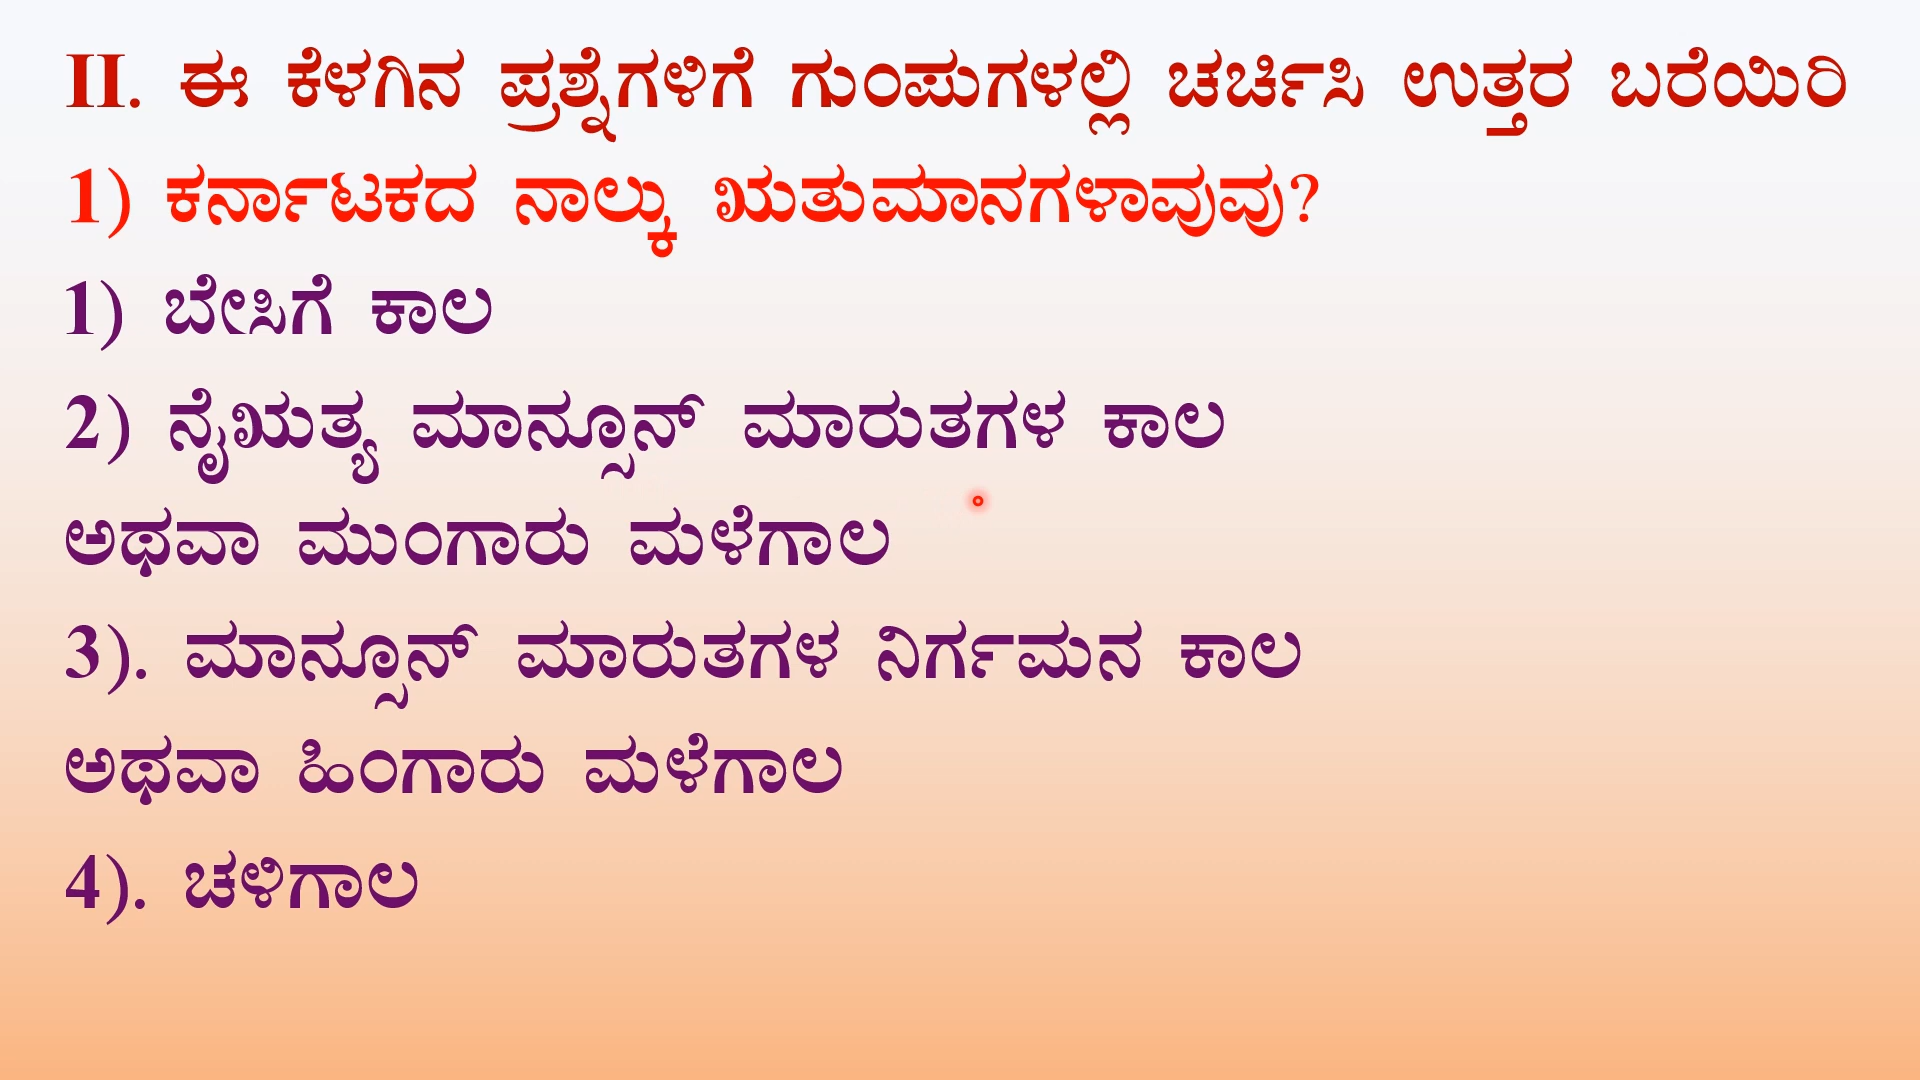 II. ಈ ಕೆಳಗಿನ ಪ್ರಶ್ನೆಗಳಿಗೆ ಗುಂಪುಗಳಲ್ಲಿ ಚರ್ಚಿಸಿ ಉತ್ತರ ಬರೆಯಿರಿ
1) ಕರ್ನಾಟಕದ ನಾಲ್ಕು ಋತುಮಾನಗಳಾವುವು?
1) ಬೇಸಿಗೆ ಕಾಲ
2) ನೈಋತ್ಯ ಮಾನ್ಸೂನ್ ಮಾರುತಗಳ ಕಾಲ
ಅಥವಾ ಮುಂಗಾರು ಮಳೆಗಾಲ
3). ಮಾನ್ಸೂನ್ ಮಾರುತಗಳ ನಿರ್ಗಮನ ಕಾಲ
ಅಥವಾ ಹಿಂಗಾರು ಮಳೆಗಾಲ
4). ಚಳಿಗಾಲ